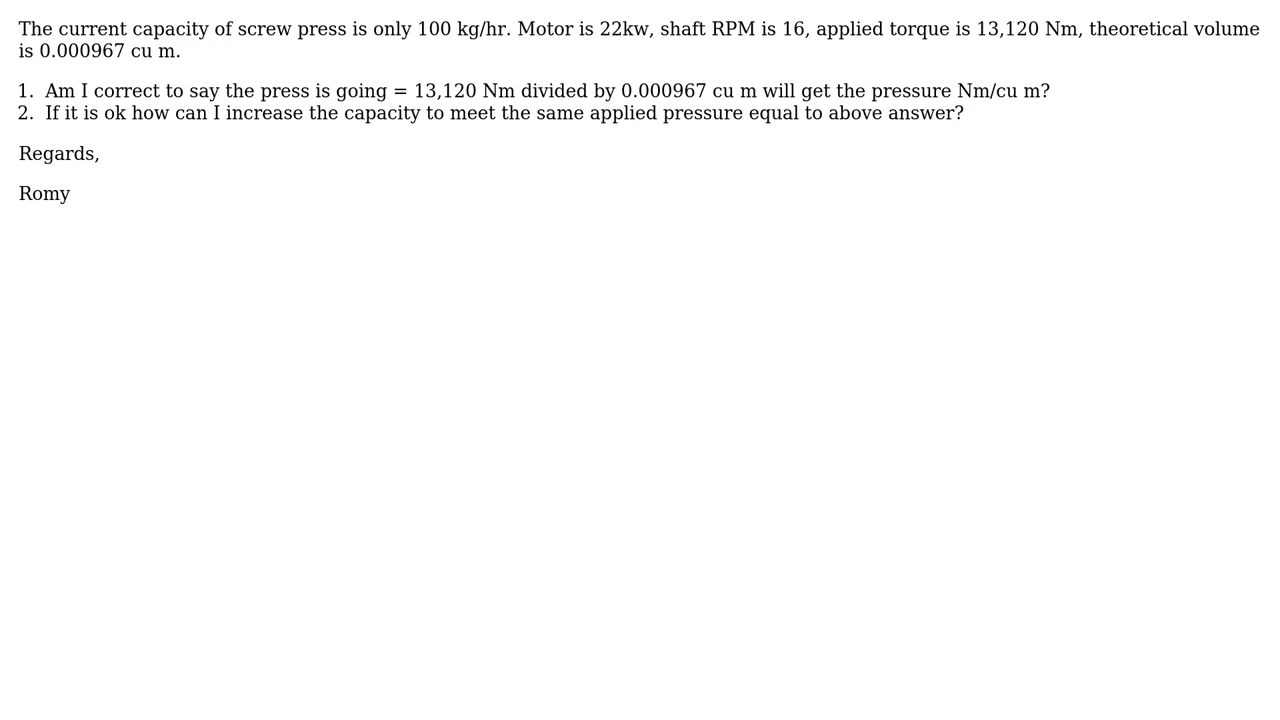 The current capacity of screw press is only 100 kg/hr. Motor is 22kw, shaft RPM is 16, applied torque is 13,120 Nm, theoretical volume
is 0.000967 cu m.
1. Am I correct to say the press is going = 13,120 Nm divided by 0.000967 cu m will get the pressure Nm/cu m?
2. If it is ok how can I increase the capacity to meet the same applied pressure equal to above answer?
Regards,
Romy